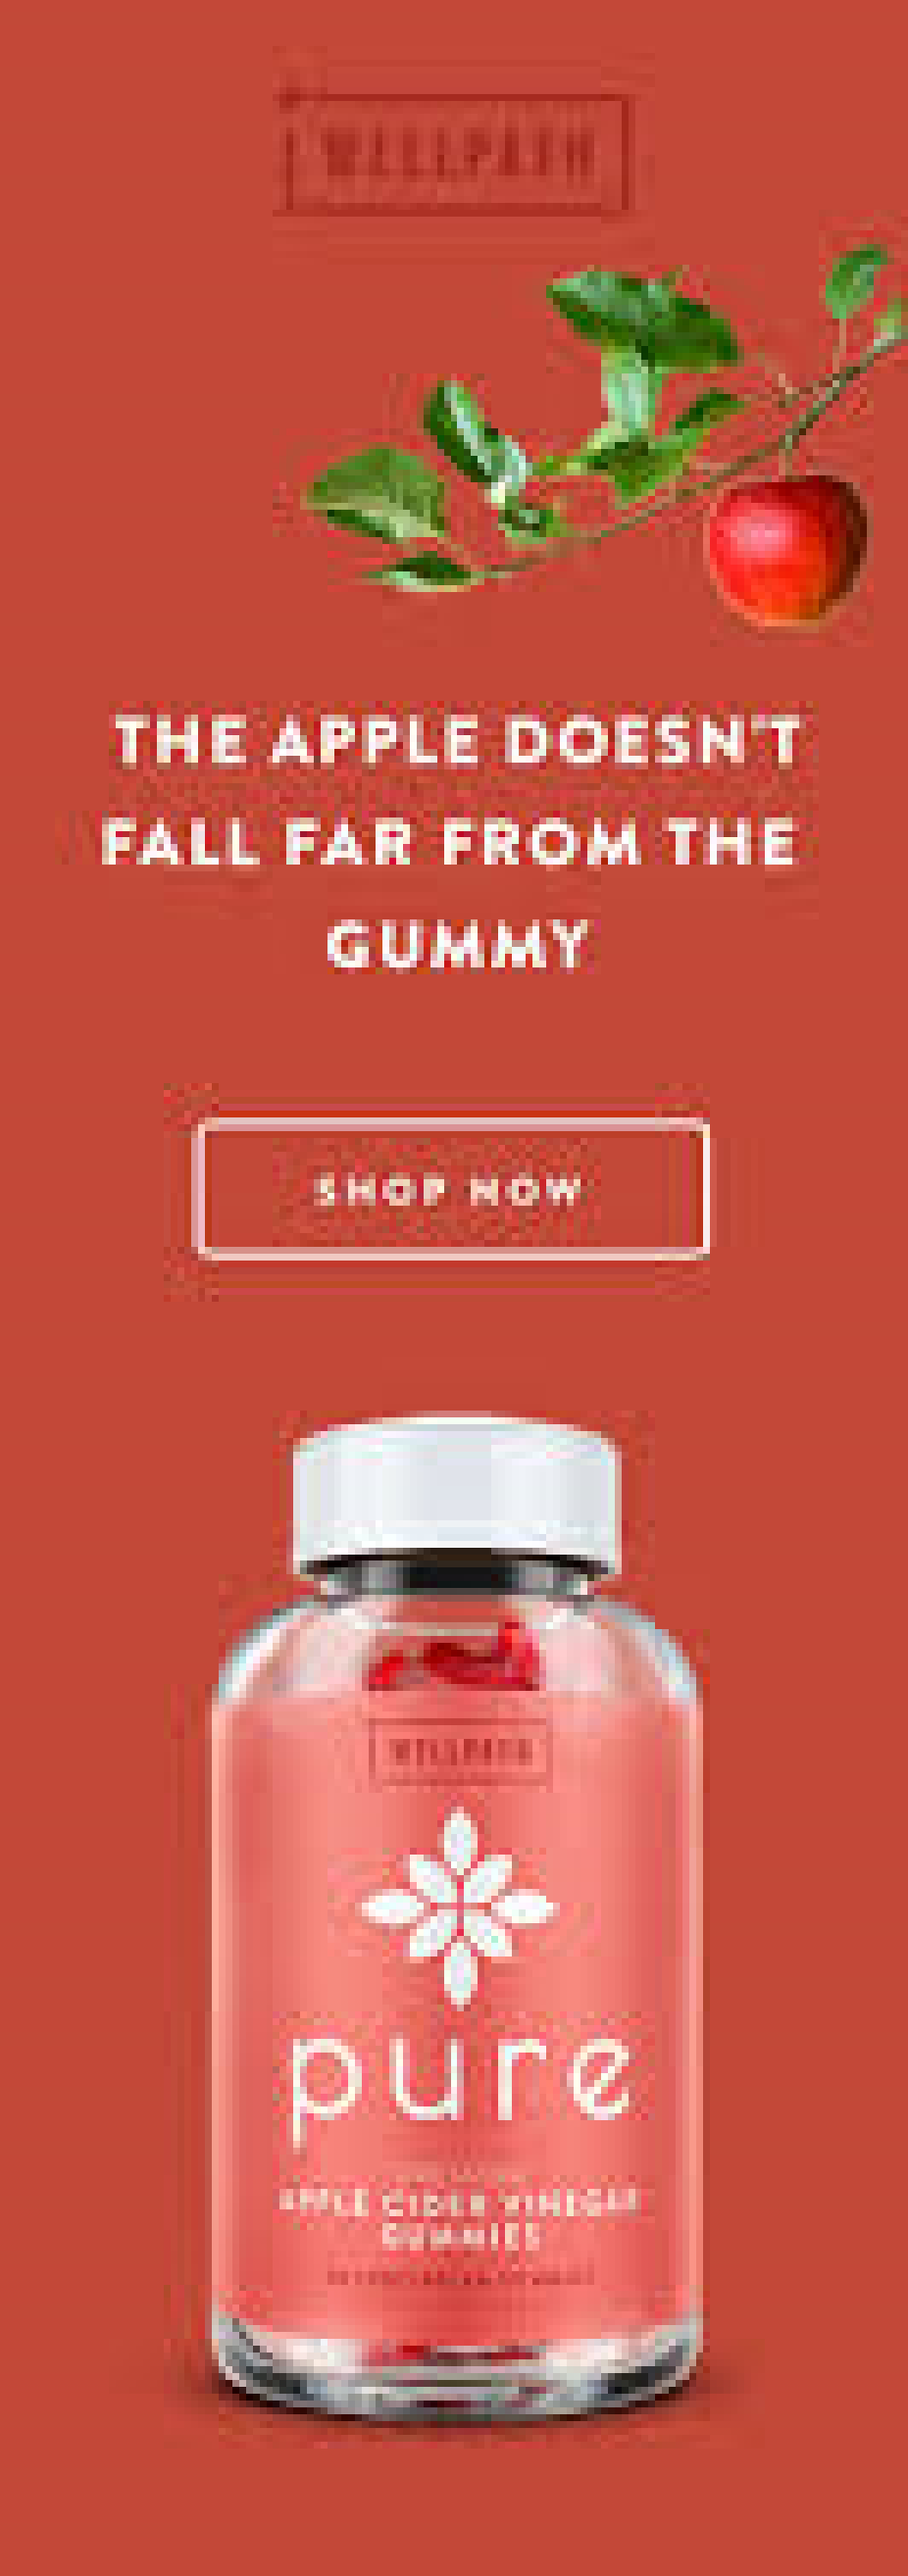 WELLPATH
THE APPLE DOESN'T
FALL FAR FROM THE
GUMMY
SHOP NOW
WELLPATH
pure
APPLE CIDER VINEGAR
GUMMIES